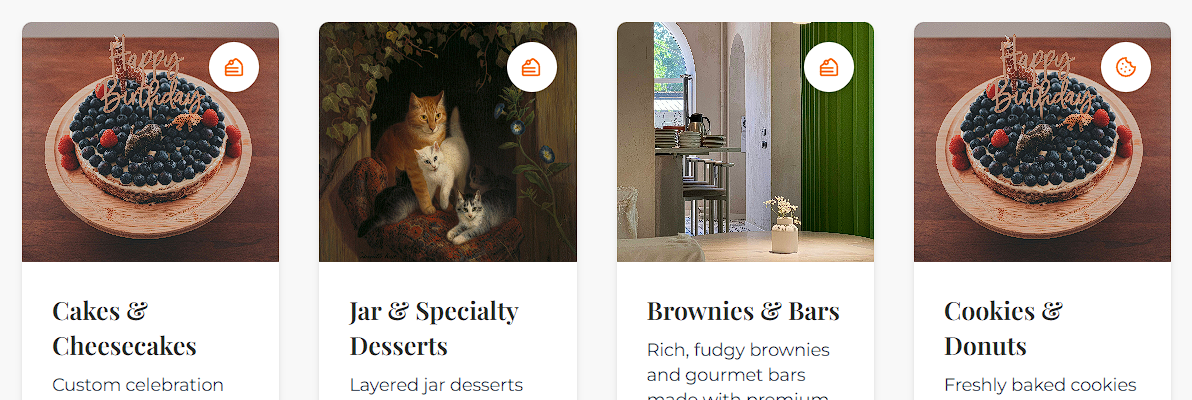 Happy
Birthday
Happy
Birthday
Cakes &
Cheesecakes
Custom celebration
Jar & Specialty
Desserts
Layered jar desserts
Brownies & Bars
Rich, fudgy brownies
and gourmet bars
made with premium
Cookies &
Donuts
Freshly baked cookies